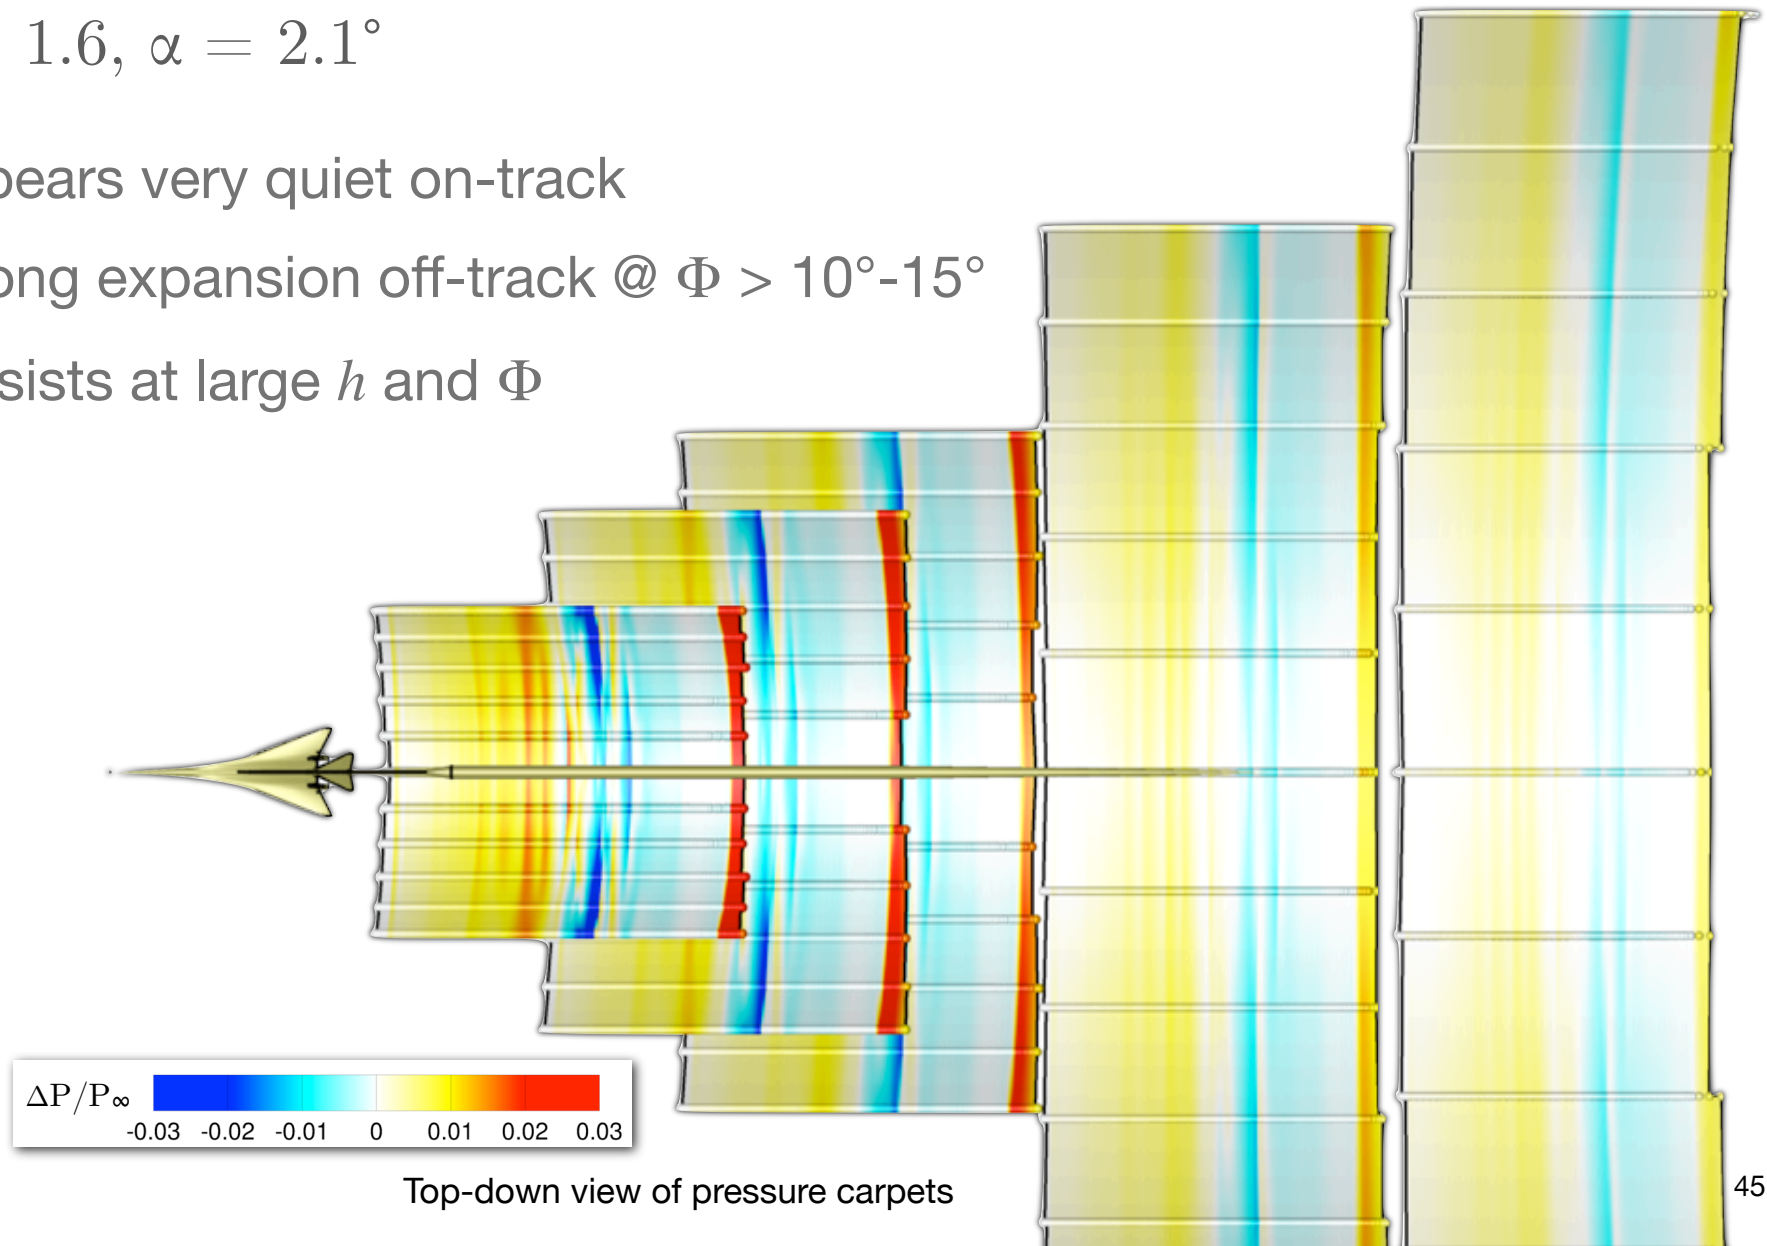 1.6, α = 2.1°
pears very quiet on-track
ong expansion off-track @ Φ > 10°-15°
sists at large h and Φ
ΔP/P∞
-0.03 -0.02 -0.01 0 0.01 0.02 0.03
Top-down view of pressure carpets
45